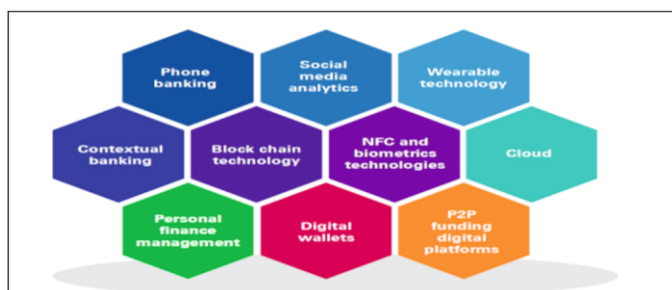 Phone
banking
Social
media
analytics
Wearable
technology
Contextual
banking
Block chain
technology
NFC and
biometrics
technologies
Cloud
Personal
finance
management
Digital
wallets
P2P
funding
digital
platforms